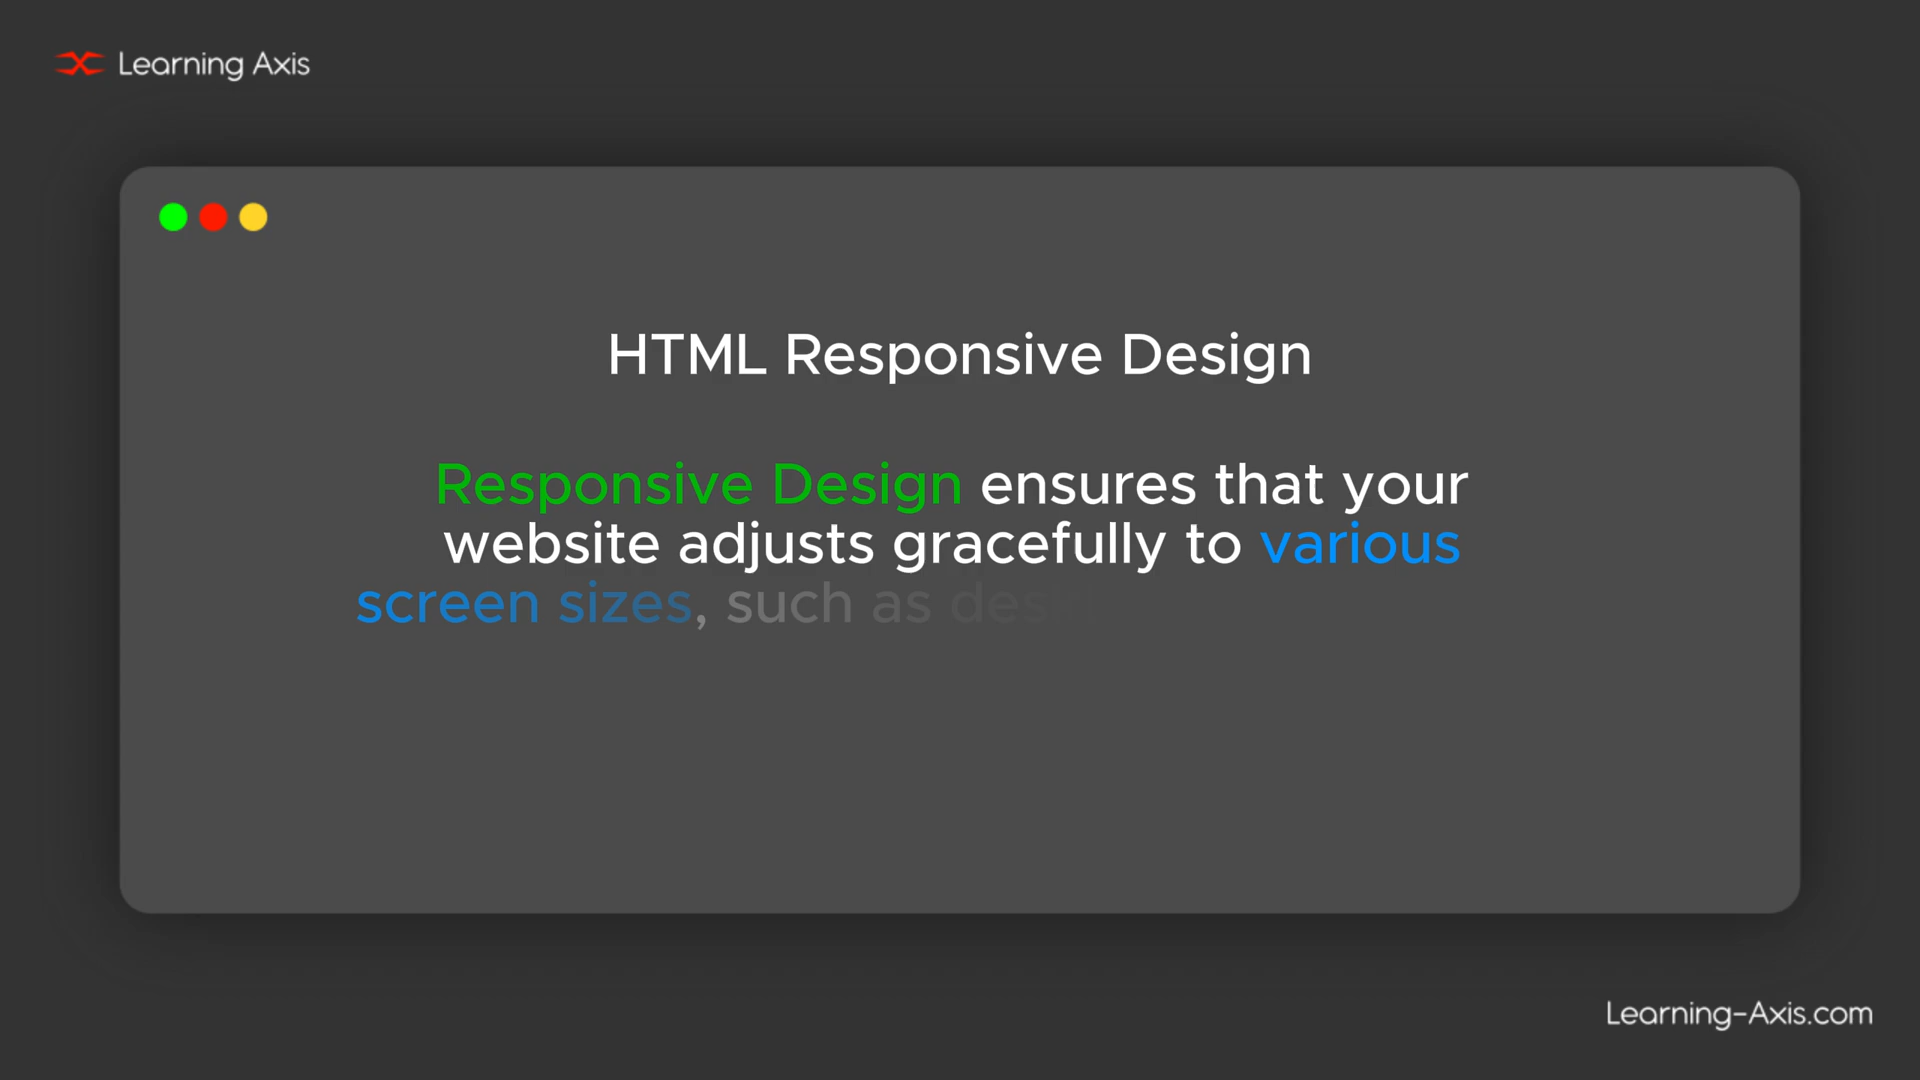 Learning Axis
HTML Responsive Design
Responsive Design ensures that your
website adjusts gracefully to various
screen sizes, such as
Learning-Axis.com